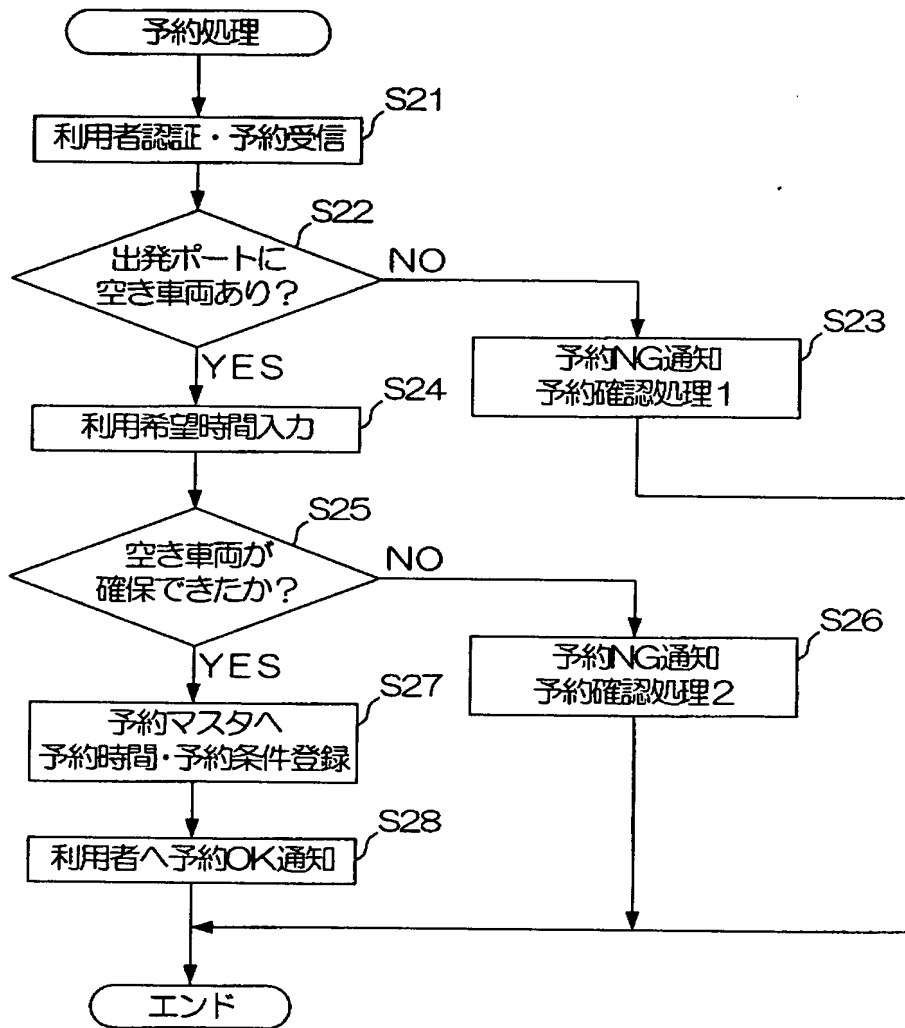 予約処理
S21
利用者認証・予約受信
S22
出発ポートに
空き車両あり?
NO
YES
S23
予約NG通知
予約確認処理1
S24
利用希望時間入力
S25
空き車両が
確保できたか?
NO
YES
S26
予約NG通知
予約確認処理2
S27
予約マスタへ
予約時間・予約条件登録
S28
利用者へ予約OK通知
エンド